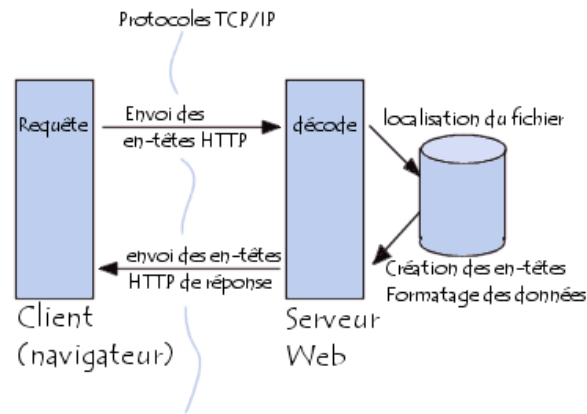 Protocoles TCP/IP
Requête
Envoi des
en-têtes HTTP
décode
localisation du fichier
envoi des en-têtes
HTTP de réponse
Création des en-têtes
Formatage des données
Client
(navigateur)
Serveur
Web